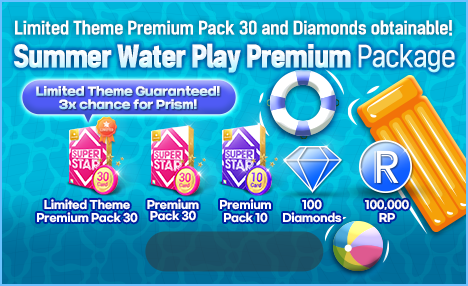 Limited Theme Premium Pack 30 and Diamonds obtainable!
Summer Water Play Premium Package
Limited Theme Guaranteed!
3x chance for Prism!
SUPER
STAR
30
Card
SUPER
STAR
30
Card
SUPER
STAR
10
Card
R
Limited Theme
Premium Pack 30
Premium
Pack 30
Premium
Pack 10
100
Diamonds
100,000
RP